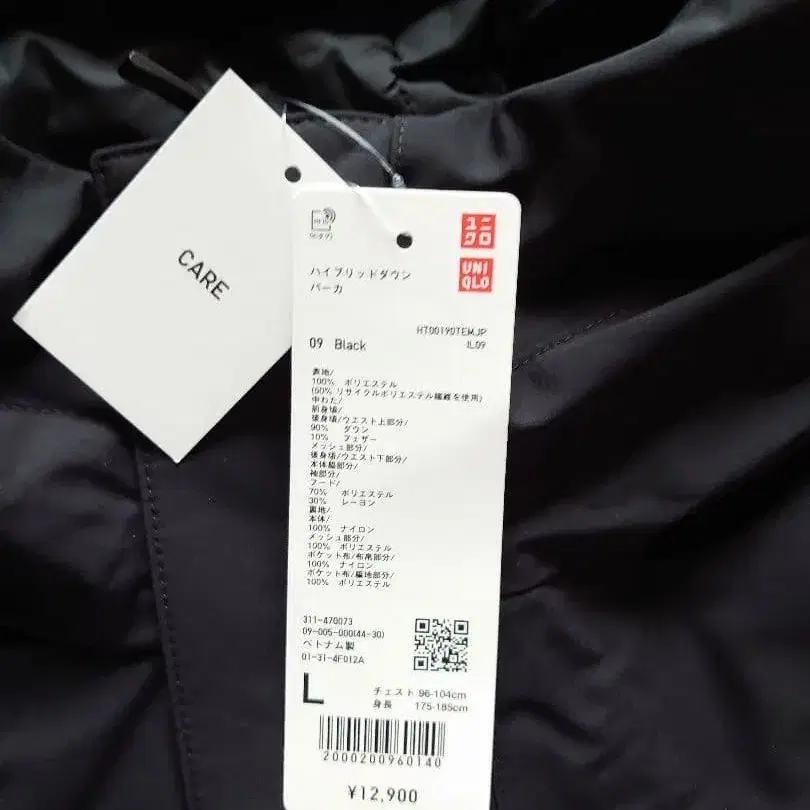 CARE
ユニ
クロ
UNI
QLO
ハイブリッドダウン
パーカ
HT00190TEMJP
IL09
09 Black
表地/
100% ポリエステル
(50% リサイクルポリエステル繊維を使用)
中わた/
前身頃/
後身頃/ウエスト上部分/
90% ダウン
10% フェザー
メッシュ部分/
後身頃/ウエスト下部分/
本体脇部分/
袖部分/
フード/
70% ポリエステル
30% レーヨン
裏地/
本体/
100% ナイロン
メッシュ部分/
100% ポリエステル
ポケット布/布帛部分/
100% ナイロン
ポケット布/編地部分/
100% ポリエステル
311-470073
09-005-000(44-30)
ベトナム製
01-31-4F012A
L
チェスト 96-104cm
身長 175-185cm
2000200960140
¥12,900